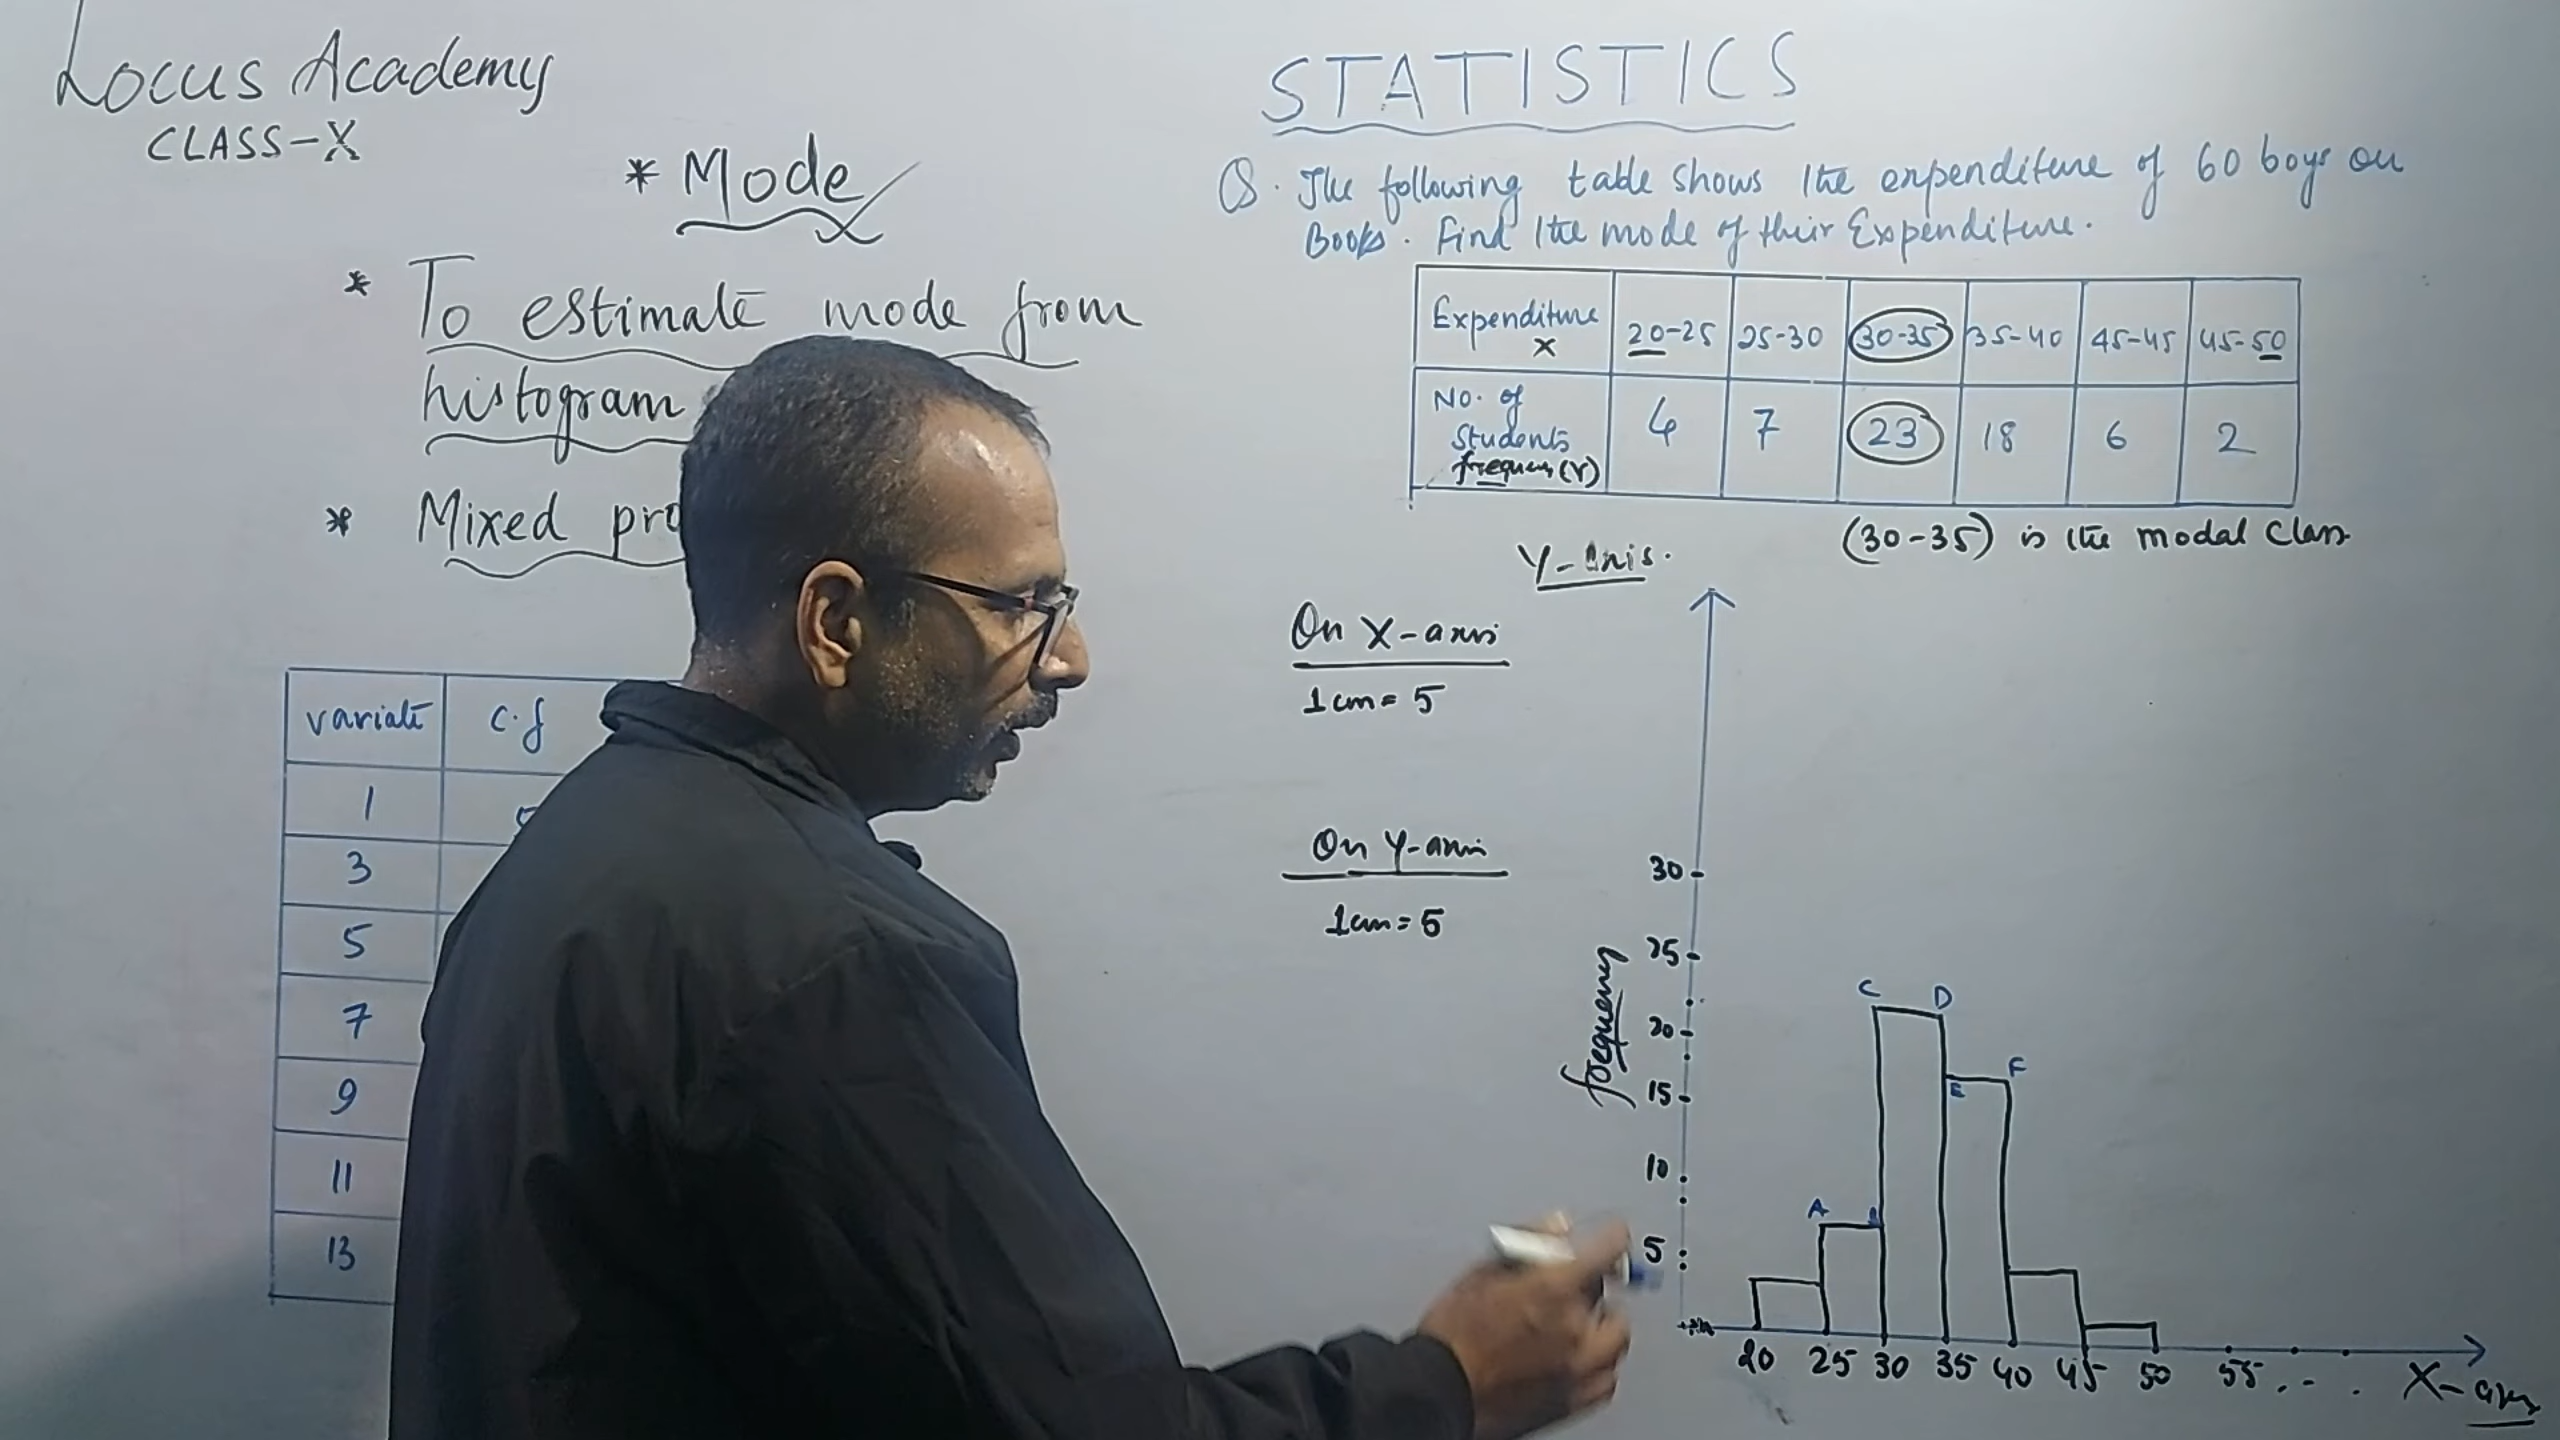 Locus Academy
CLASS-X
* Mode
* To estimate mode from
histogram
* Mixed
variate c.f
1
3
5
7
9
11
13
STATISTICS
Q. The following table shows the expenditure of 60 boys on
Books. Find the mode of their Expenditure.
Expenditure X 20-25 25-30 30-35 35-40 45-45 45-50
No. of Students frequency (Y) 4 7 23 18 6 2
(30-35) is the modal Class
Y-axis.
On X-axis
1cm = 5
On Y-axis
1cm = 5
frequency
30
25
20
15
10
5
C D
E F
A B
20 25 30 35 40 45 50 55 . - .
X-axis